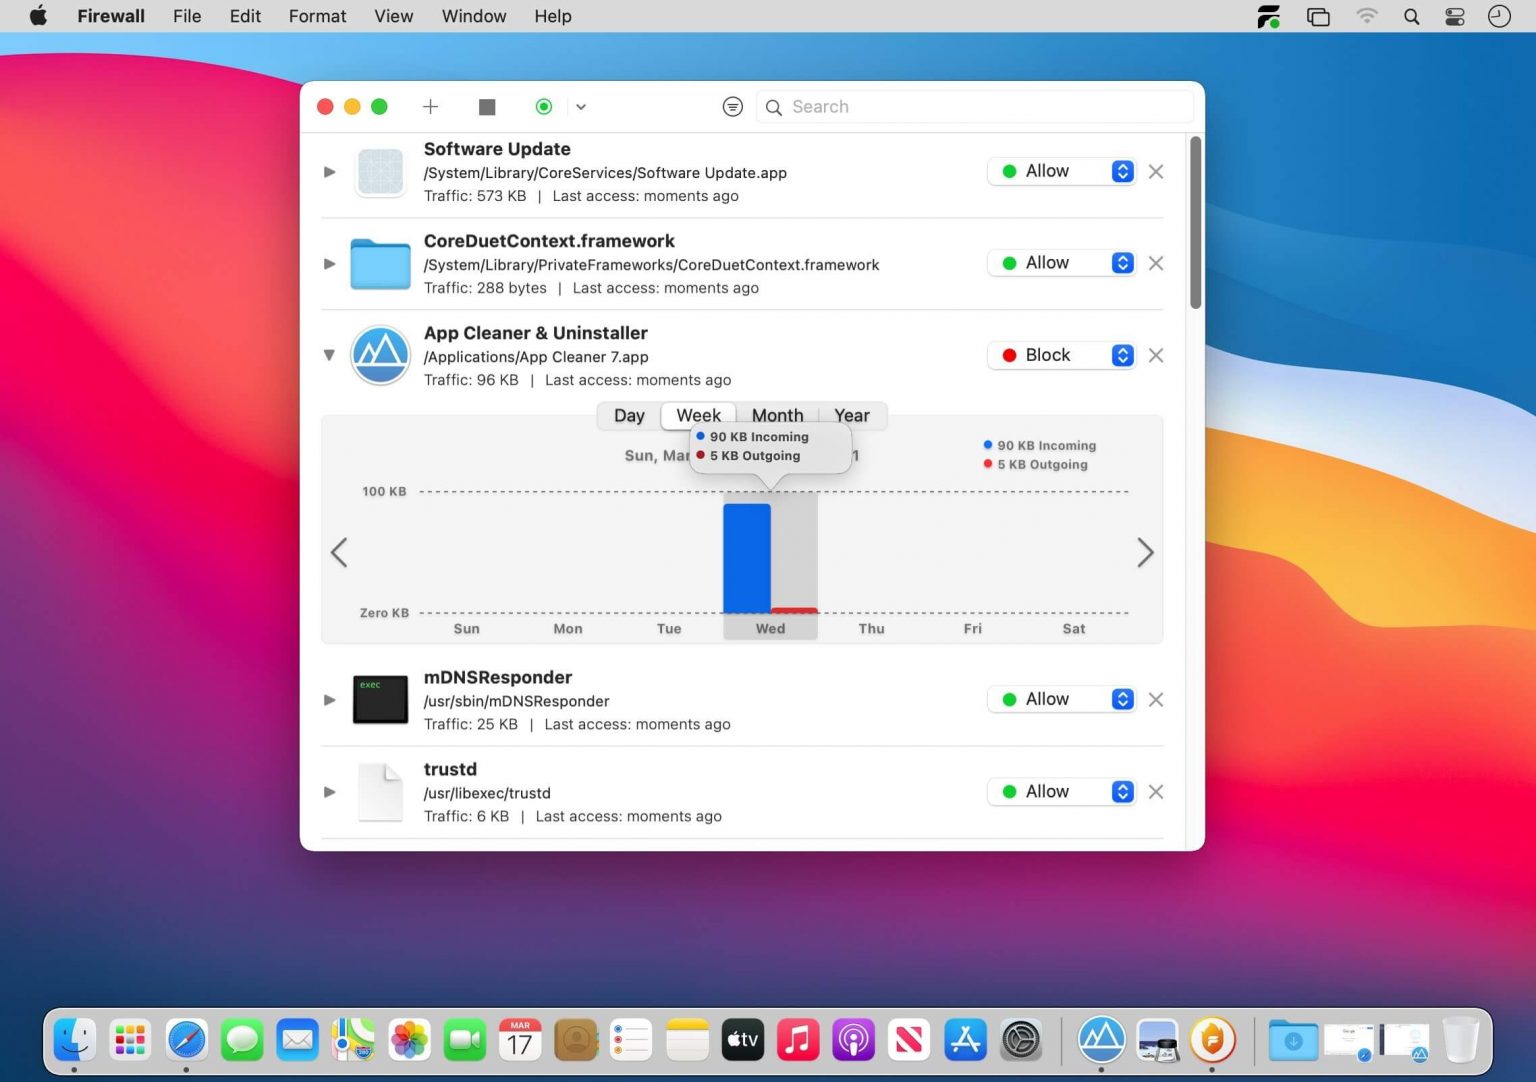 Firewall File Edit Format View Window Help
Search
Software Update
/System/Library/CoreServices/Software Update.app
Traffic: 573 KB | Last access: moments ago
Allow
CoreDuetContext.framework
/System/Library/PrivateFrameworks/CoreDuetContext.framework
Traffic: 288 bytes | Last access: moments ago
Allow
App Cleaner & Uninstaller
/Applications/App Cleaner 7.app
Traffic: 96 KB | Last access: moments ago
Block
Day Week Month Year
90 KB Incoming
5 KB Outgoing
Sun, Mar
1
90 KB Incoming
5 KB Outgoing
100 KB
Zero KB
Sun Mon Tue Wed Thu Fri Sat
exec
mDNSResponder
/usr/sbin/mDNSResponder
Traffic: 25 KB | Last access: moments ago
Allow
trustd
/usr/libexec/trustd
Traffic: 6 KB | Last access: moments ago
Allow
MAR
17
tv